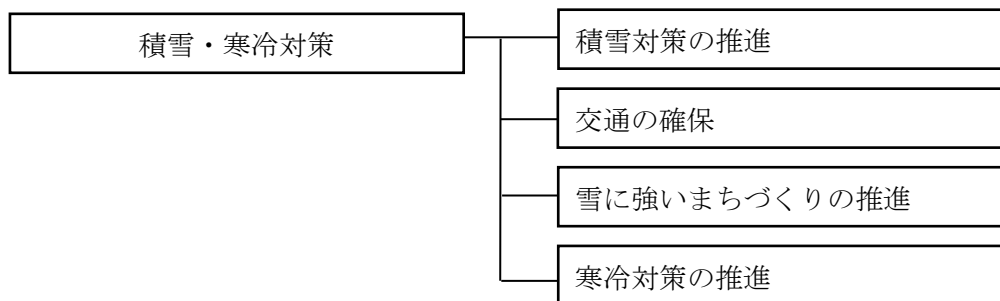 積雪・寒冷対策
積雪対策の推進
交通の確保
雪に強いまちづくりの推進
寒冷対策の推進